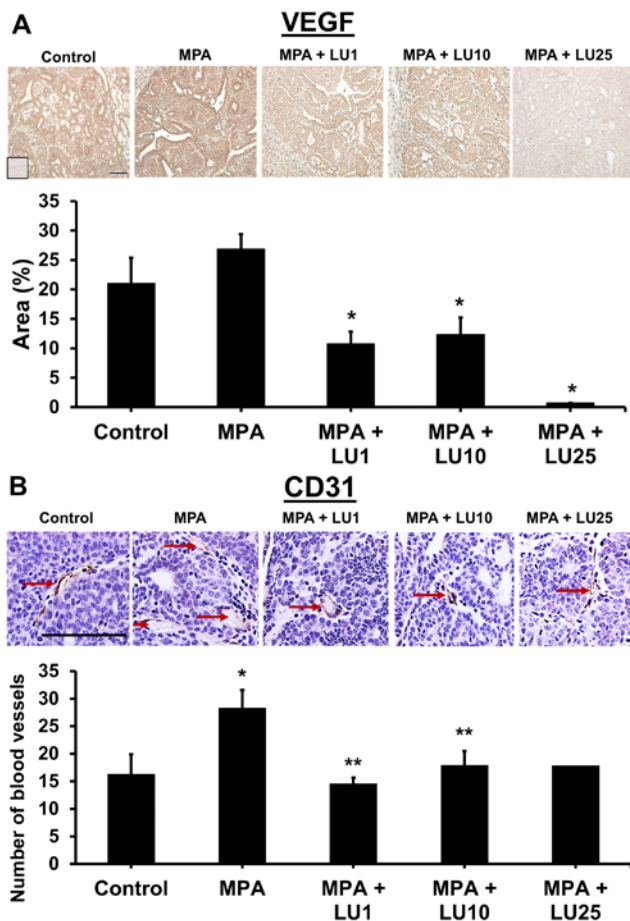 A
VEGF
Control
MPA
MPA + LU1
MPA + LU10
MPA + LU25
35
30
25
20
15
10
5
0
Area (%)
*
*
*
Control
MPA
MPA +
LU1
MPA +
LU10
MPA +
LU25
B
CD31
Control
MPA
MPA + LU1
MPA + LU10
MPA + LU25
35
30
25
20
15
10
5
0
Number of blood vessels
*
**
**
Control
MPA
MPA +
LU1
MPA +
LU10
MPA +
LU25